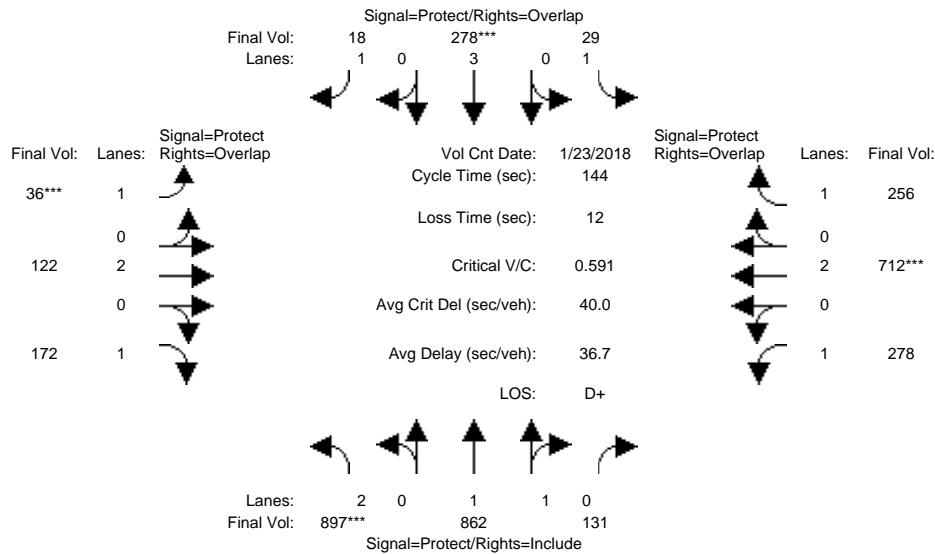 Signal=Protect/Rights=Overlap
Final Vol: 18 278*** 29
Lanes: 1 0 3 0 1
Signal=Protect Signal=Protect
Final Vol: Lanes: Rights=Overlap Vol Cnt Date: 1/23/2018 Rights=Overlap Lanes: Final Vol:
Cycle Time (sec): 144
36*** 1 1 256
Loss Time (sec): 12
0 0
122 2 Critical V/C: 0.591 2 712***
0 Avg Crit Del (sec/veh): 40.0 0
172 1 Avg Delay (sec/veh): 36.7 1 278
LOS: D+
Lanes: 2 0 1 1 0
Final Vol: 897*** 862 131
Signal=Protect/Rights=Include